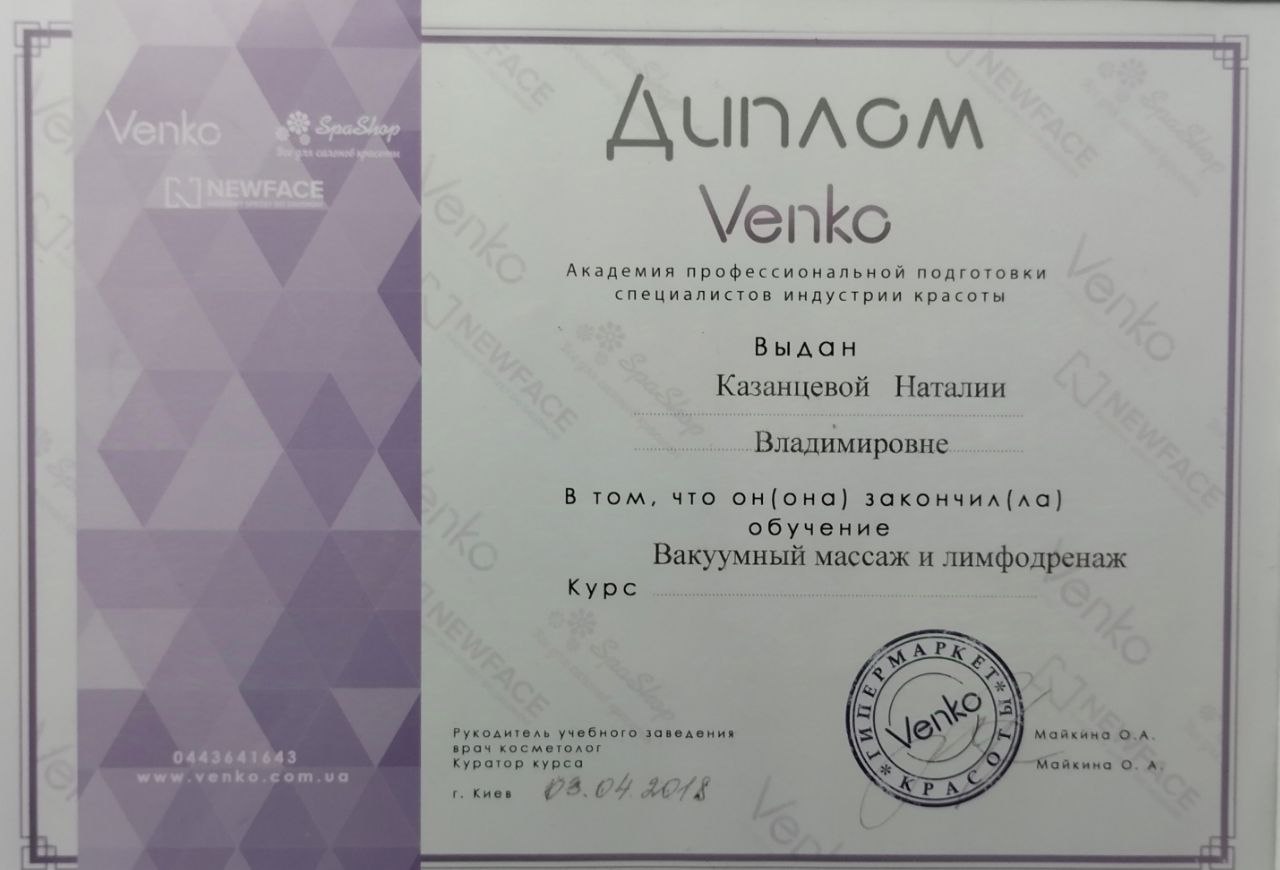 Venko
SpaShop
Все для салонов красоты
NEWFACE
Диплом
Venko
Академия профессиональной подготовки
специалистов индустрии красоты
Выдан
Казанцевой Наталии
Владимировне
В том, что он(она) закончил(ла)
обучение
Вакуумный массаж и лимфодренаж
Курс
ГИПЕРМАРКЕТ * КРАСОТЫ *
Venko
Рукодитель учебного заведения
врач косметолог
Куратор курса
Майкина О.А.
Майкина О. А.
г. Киев 03.04.2018
0443641643
www.venko.com.ua